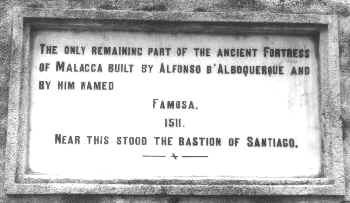 THE ONLY REMAINING PART OF THE ANCIENT FORTRESS
OF MALACCA BUILT BY ALFONSO D'ALBOQUERQUE AND
BY HIM NAMED
FAMOSA.
1511.
NEAR THIS STOOD THE BASTION OF SANTIAGO.